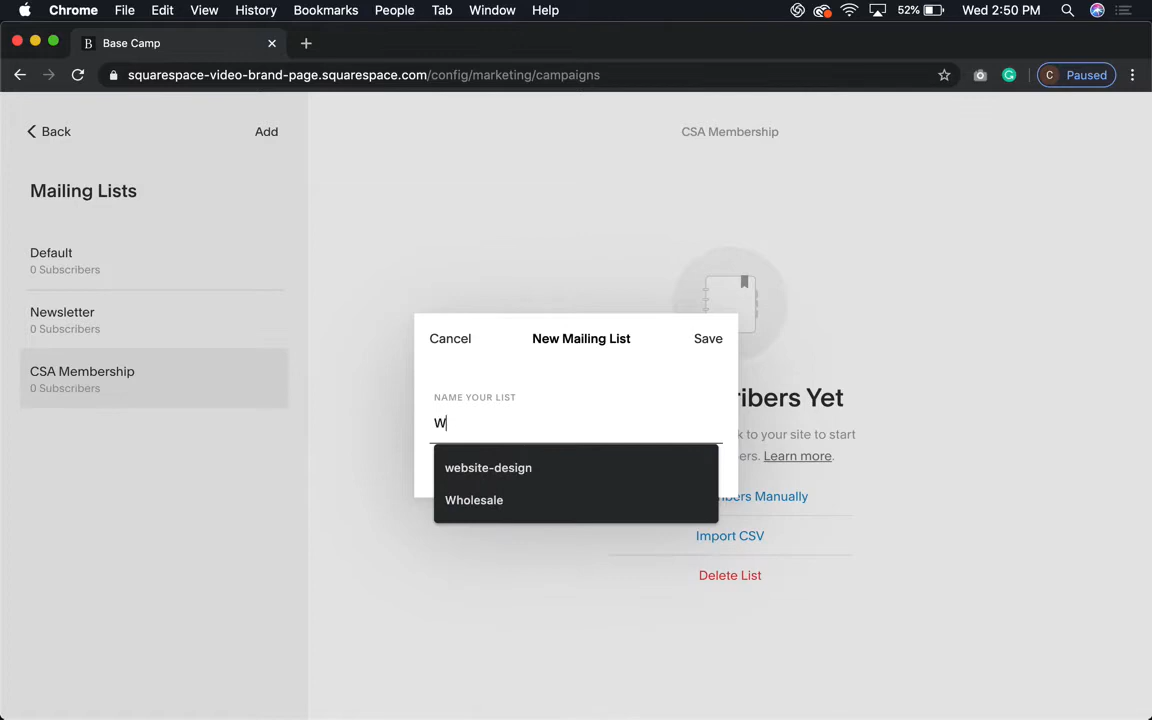 Chrome File Edit View History Bookmarks People Tab Window Help 52% Wed 2:50 PM
B Base Camp
squarespace-video-brand-page.squarespace.com/config/marketing/campaigns C Paused
Back Add CSA Membership
Mailing Lists
Default
0 Subscribers
Newsletter
0 Subscribers
CSA Membership
0 Subscribers
Cancel New Mailing List Save
NAME YOUR LIST
W
website-design
Wholesale
Yet
to your site to start
Learn more.
Manually
Import CSV
Delete List